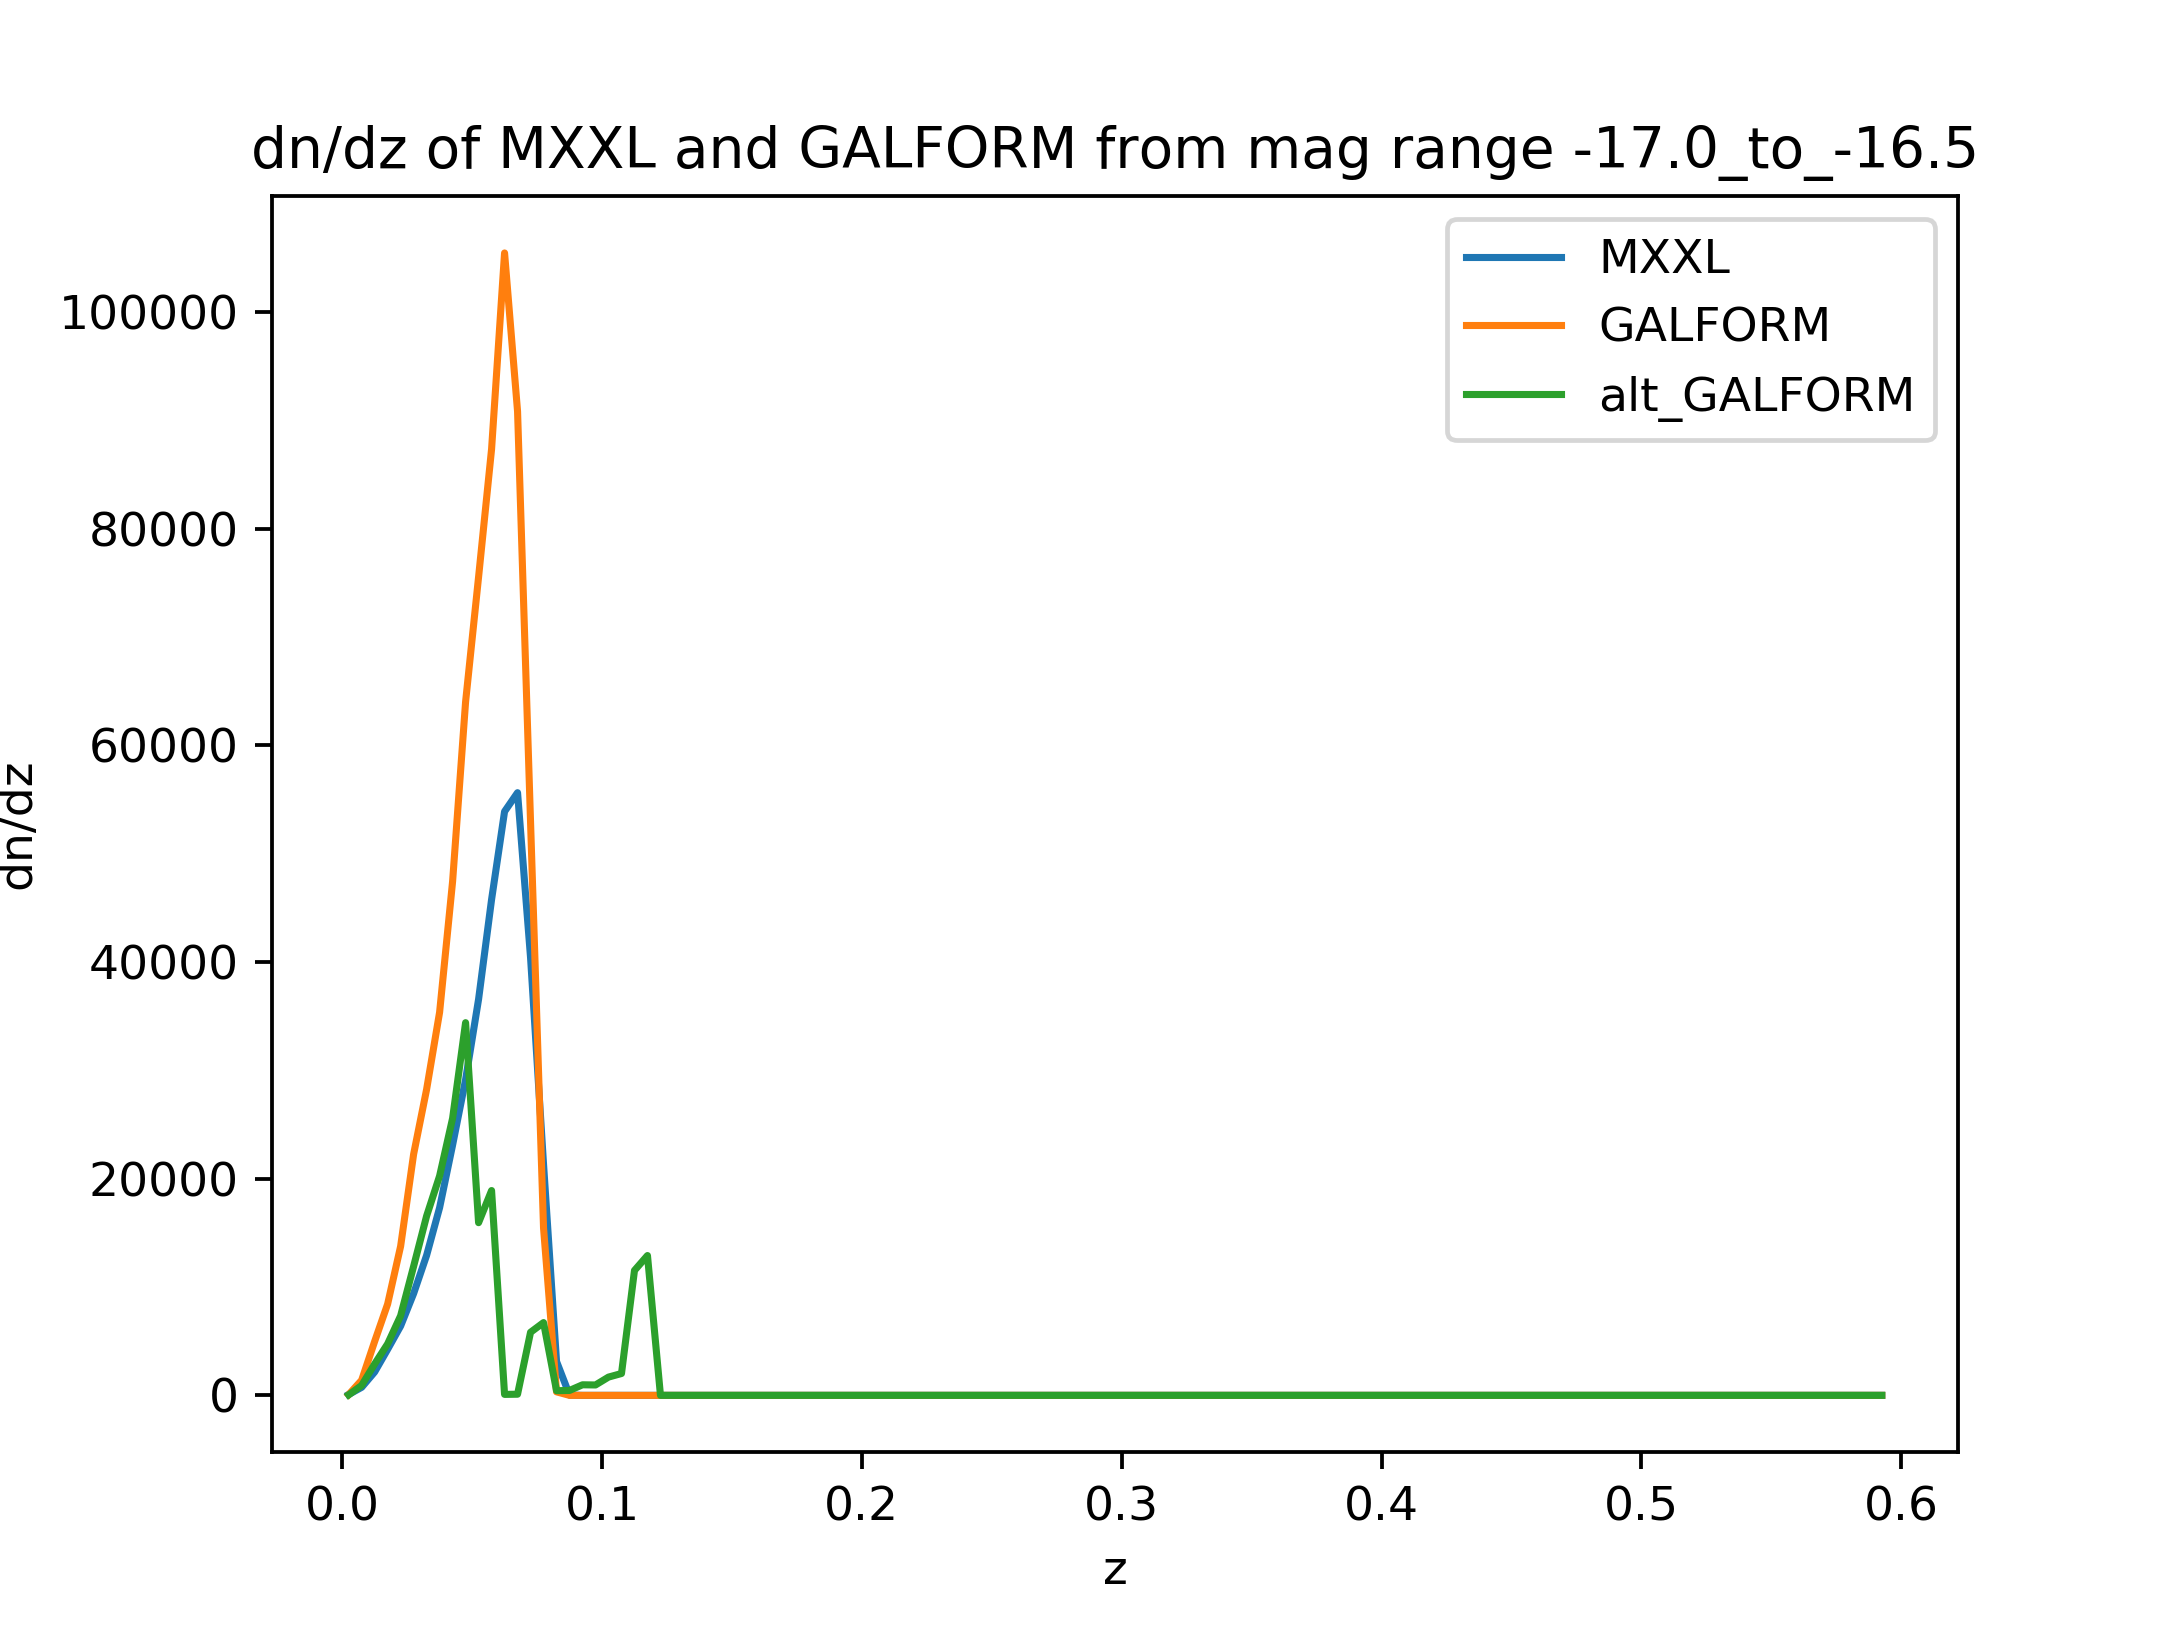 dn/dz of MXXL and GALFORM from mag range -17.0_to_-16.5
MXXL
GALFORM
alt_GALFORM
100000
80000
60000
40000
20000
0
dn/dz
0.0 0.1 0.2 0.3 0.4 0.5 0.6
z